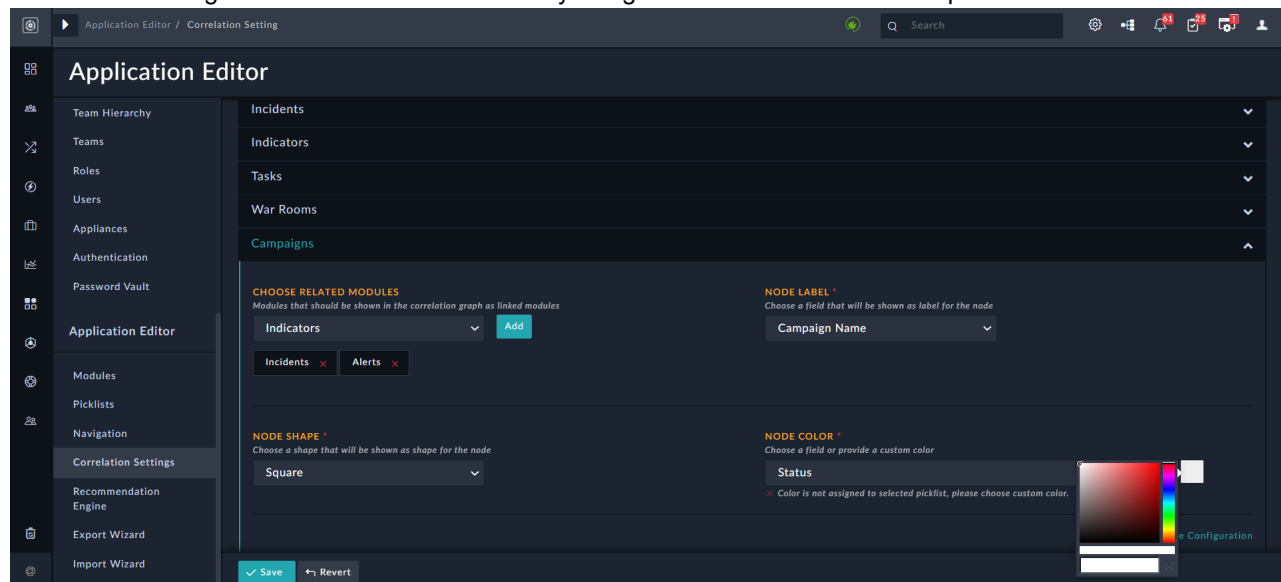 Application Editor / Correlation Setting
Search
61
25
!
Application Editor
Team Hierarchy
Teams
Roles
Users
Appliances
Authentication
Password Vault
Application Editor
Modules
Picklists
Navigation
Correlation Settings
Recommendation
Engine
Export Wizard
Import Wizard
Incidents
Indicators
Tasks
War Rooms
Campaigns
CHOOSE RELATED MODULES
Modules that should be shown in the correlation graph as linked modules
Indicators
Add
Incidents ×
Alerts ×
NODE LABEL *
Choose a field that will be shown as label for the node
Campaign Name
NODE SHAPE *
Choose a shape that will be shown as shape for the node
Square
NODE COLOR *
Choose a field or provide a custom color
Status
× Color is not assigned to selected picklist, please choose custom color.
Configuration
Save
Revert
@